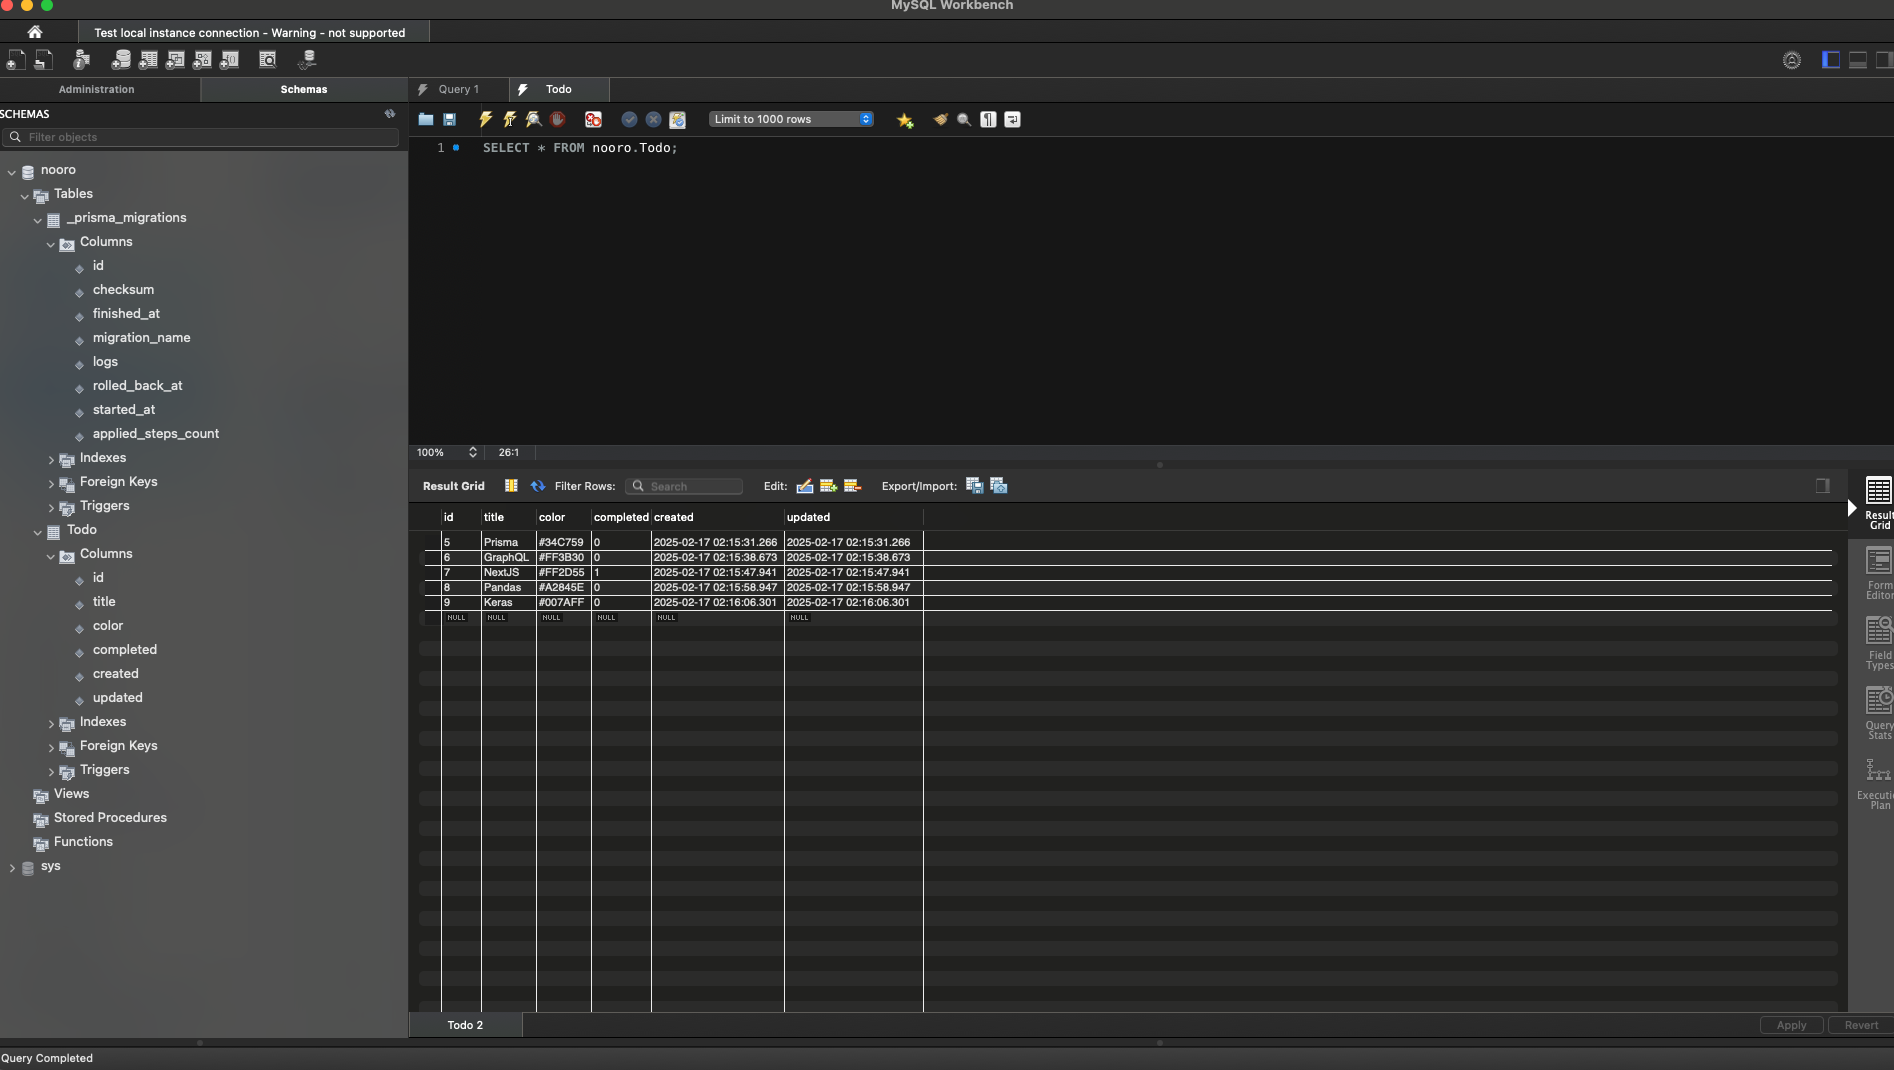 MySQL Workbench
Test local instance connection - Warning - not supported
Administration
Schemas
SCHEMAS
Filter objects
nooro
Tables
_prisma_migrations
Columns
id
checksum
finished_at
migration_name
logs
rolled_back_at
started_at
applied_steps_count
Indexes
Foreign Keys
Triggers
Todo
Columns
id
title
color
completed
created
updated
Indexes
Foreign Keys
Triggers
Views
Stored Procedures
Functions
sys
Query 1
Todo
Limit to 1000 rows
1 SELECT * FROM nooro.Todo;
100% 26:1
Result Grid Filter Rows: Search Edit: Export/Import:
id title color completed created updated
5 Prisma #34C759 0 2025-02-17 02:15:31.266 2025-02-17 02:15:31.266
6 GraphQL #FF3B30 0 2025-02-17 02:15:38.673 2025-02-17 02:15:38.673
7 NextJS #FF2D55 1 2025-02-17 02:15:47.941 2025-02-17 02:15:47.941
8 Pandas #A2845E 0 2025-02-17 02:15:58.947 2025-02-17 02:15:58.947
9 Keras #007AFF 0 2025-02-17 02:16:06.301 2025-02-17 02:16:06.301
NULL NULL NULL NULL NULL NULL
Result
Grid
Form
Editor
Field
Types
Query
Stats
Executi
Plan
Todo 2
Apply
Revert
Query Completed